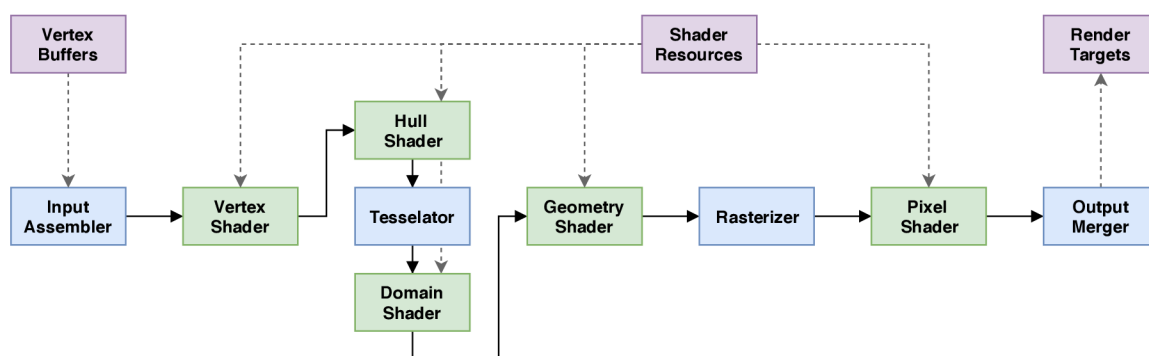 Vertex
Buffers
Shader
Resources
Render
Targets
Hull
Shader
Input
Assembler
Vertex
Shader
Tesselator
Geometry
Shader
Rasterizer
Pixel
Shader
Output
Merger
Domain
Shader